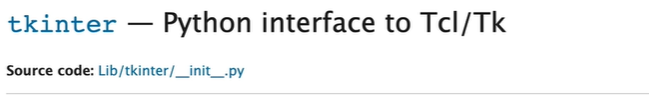 tkinter — Python interface to Tcl/Tk
Source code: Lib/tkinter/__init__.py